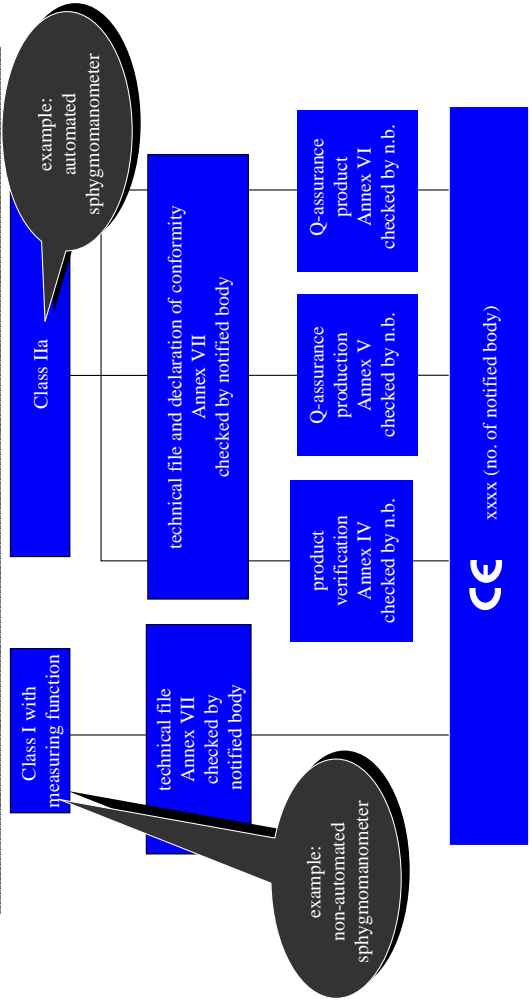 Class I with
measuring function
Class IIa
example:
automated
sphygmomanometer
technical file
Annex VII
checked by
notified body
technical file and declaration of conformity
Annex VII
checked by notified body
example:
non-automated
sphygmomanometer
product
verification
Annex IV
checked by n.b.
Q-assurance
production
Annex V
checked by n.b.
Q-assurance
product
Annex VI
checked by n.b.
CE xxxx (no. of notified body)